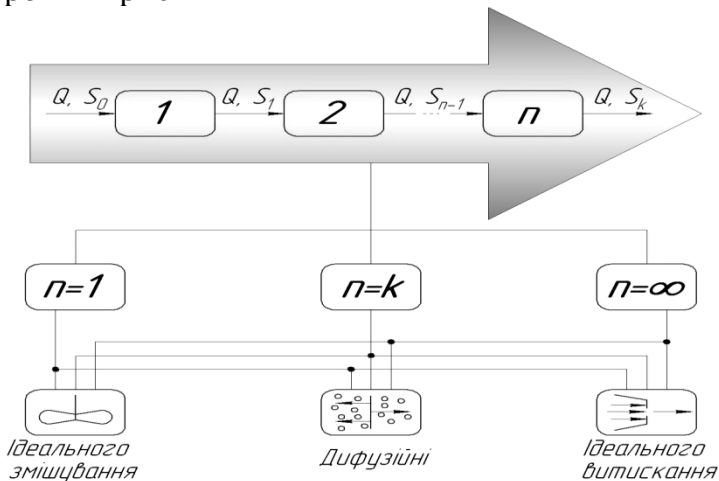 Q, S₀ 1 Q, S₁ 2 Q, Sₙ₋₁ n Q, Sₖ
n=1 n=k n=∞
Ідеального Дифузійні Ідеального
змішування витискання